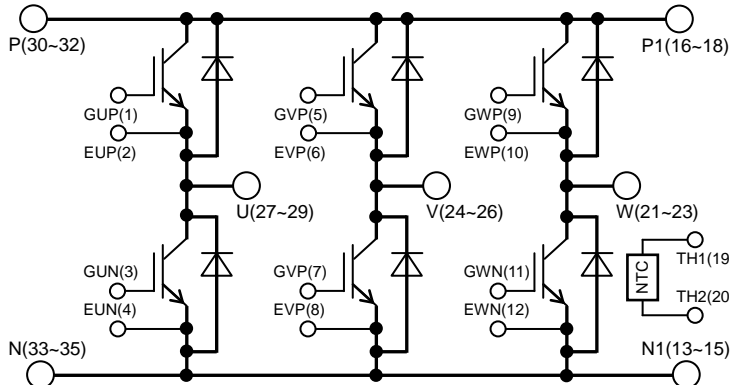 P(30~32)
P1(16~18)
GUP(1)
GVP(5)
GWP(9)
EUP(2)
EVP(6)
EWP(10)
U(27~29)
V(24~26)
W(21~23)
GUN(3)
GVP(7)
GWN(11)
NTC
TH1(19
EUN(4)
EVP(8)
EWN(12)
TH2(20
N(33~35)
N1(13~15)